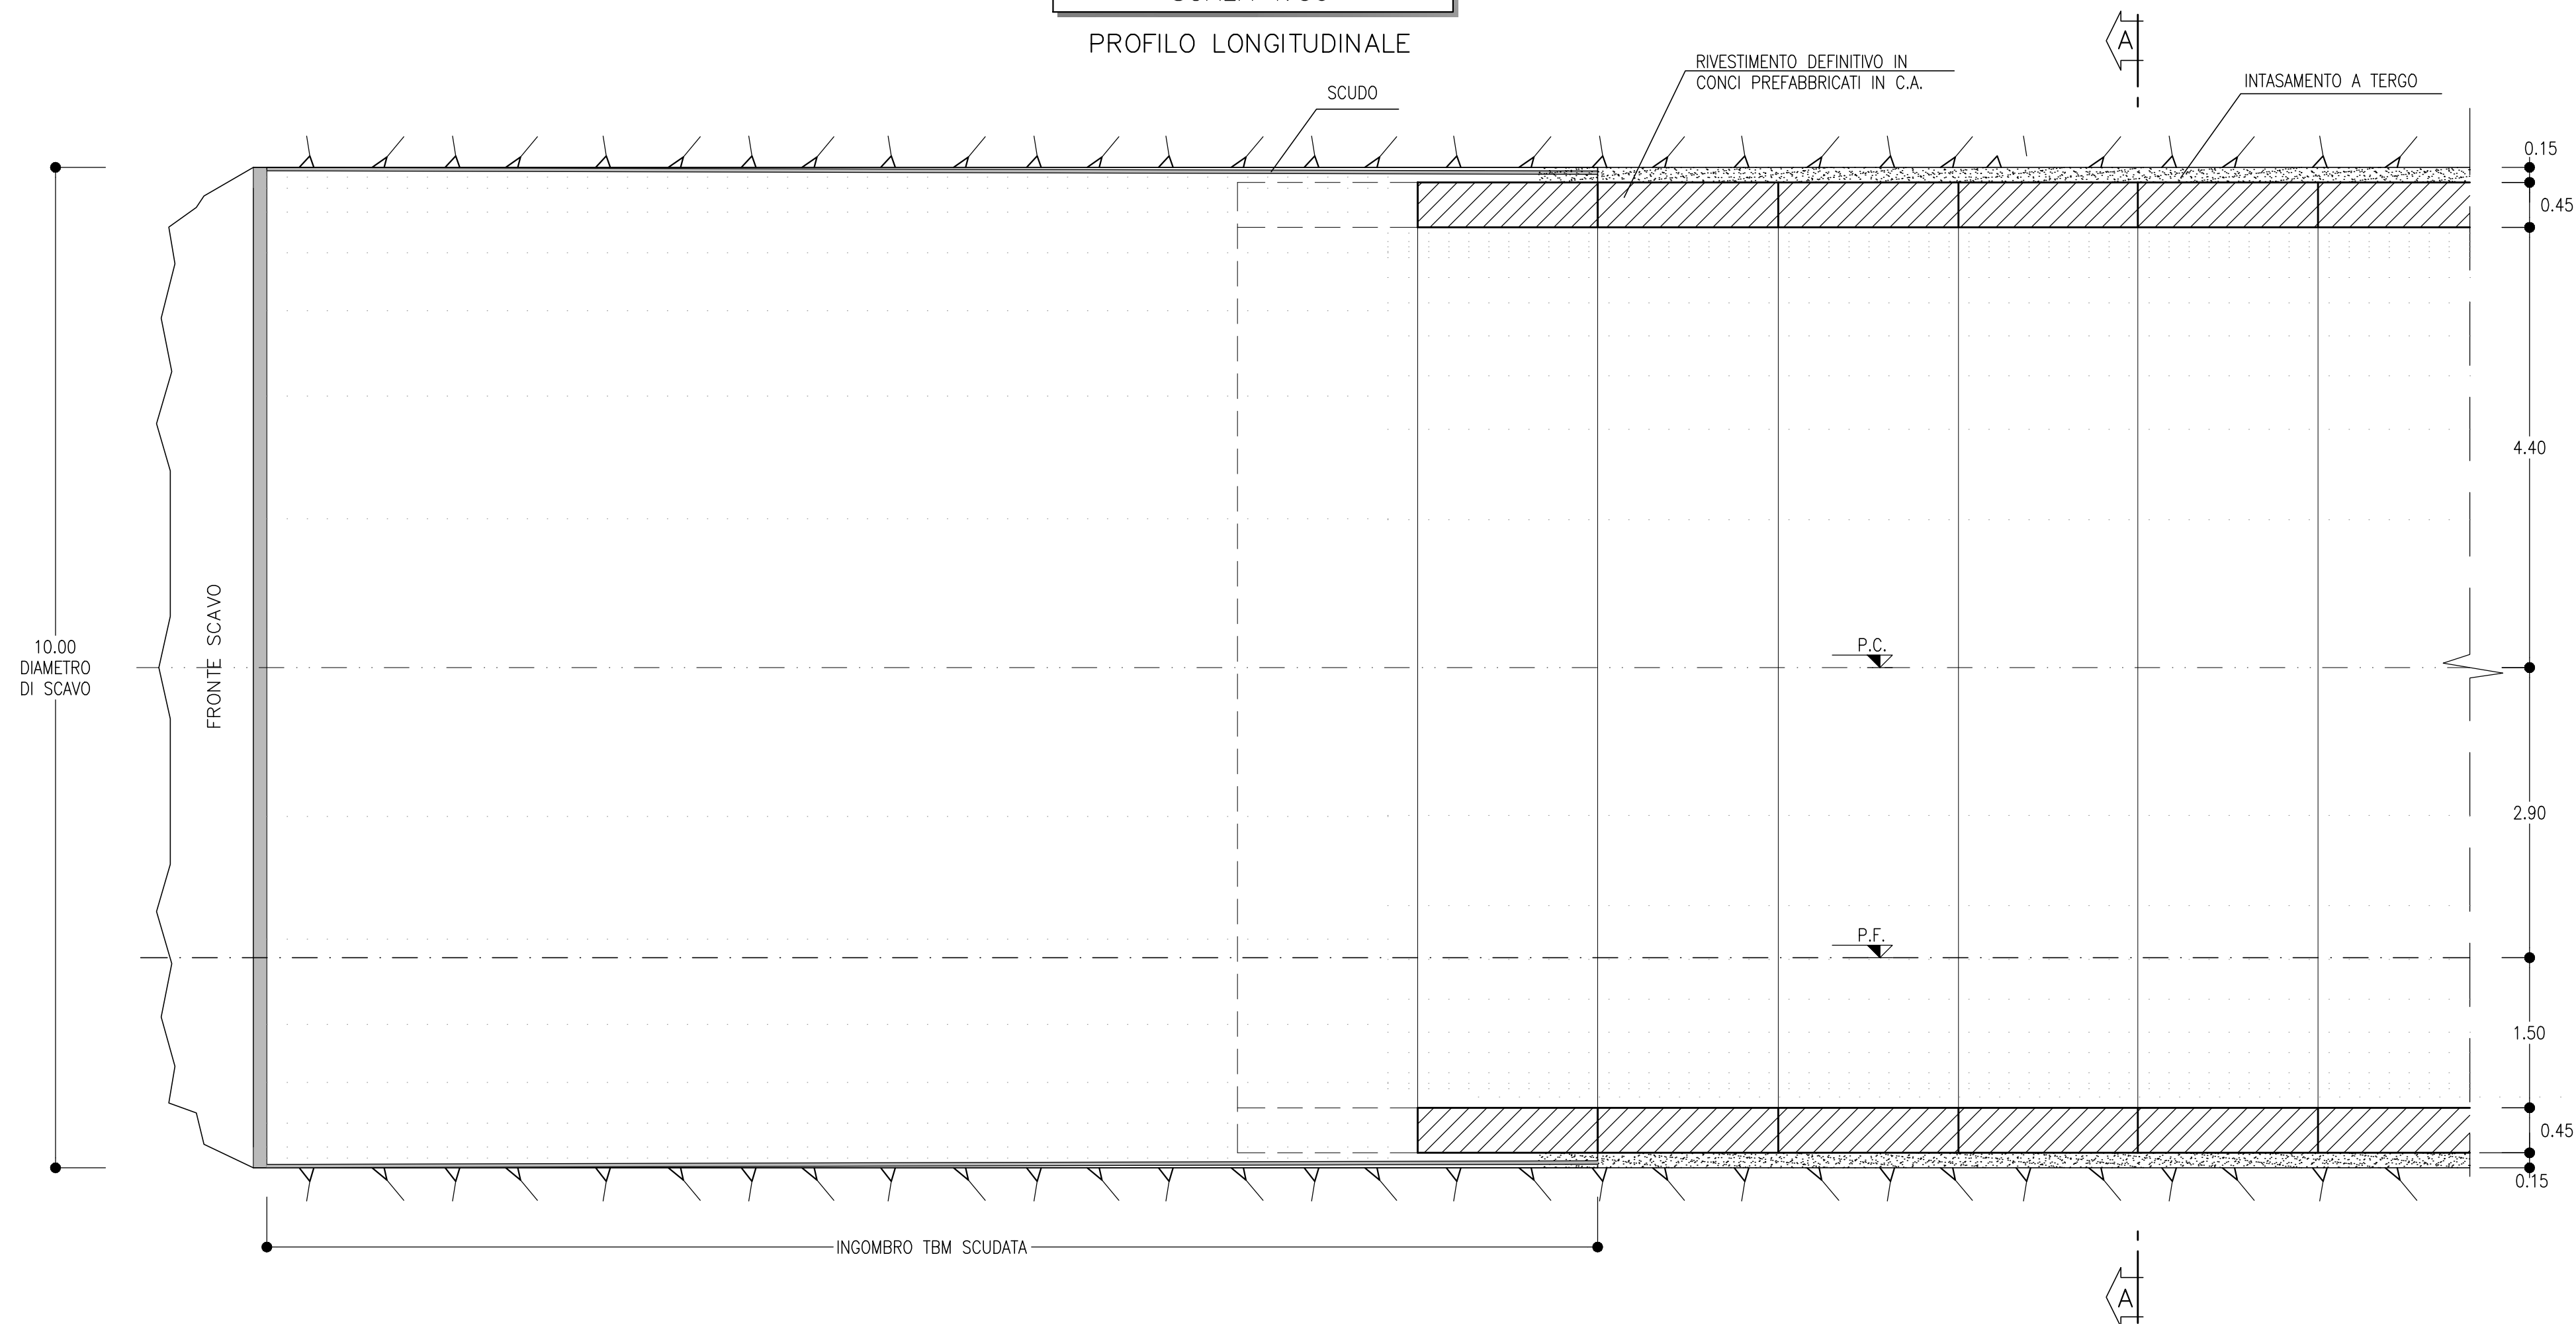 PROFILO LONGITUDINALE
A
RIVESTIMENTO DEFINITIVO IN
CONCI PREFABBRICATI IN C.A.
INTASAMENTO A TERGO
SCUDO
0.15
0.45
4.40
10.00
DIAMETRO
DI SCAVO
FRONTE SCAVO
P.C.
2.90
P.F.
1.50
0.45
0.15
INGOMBRO TBM SCUDATA
A